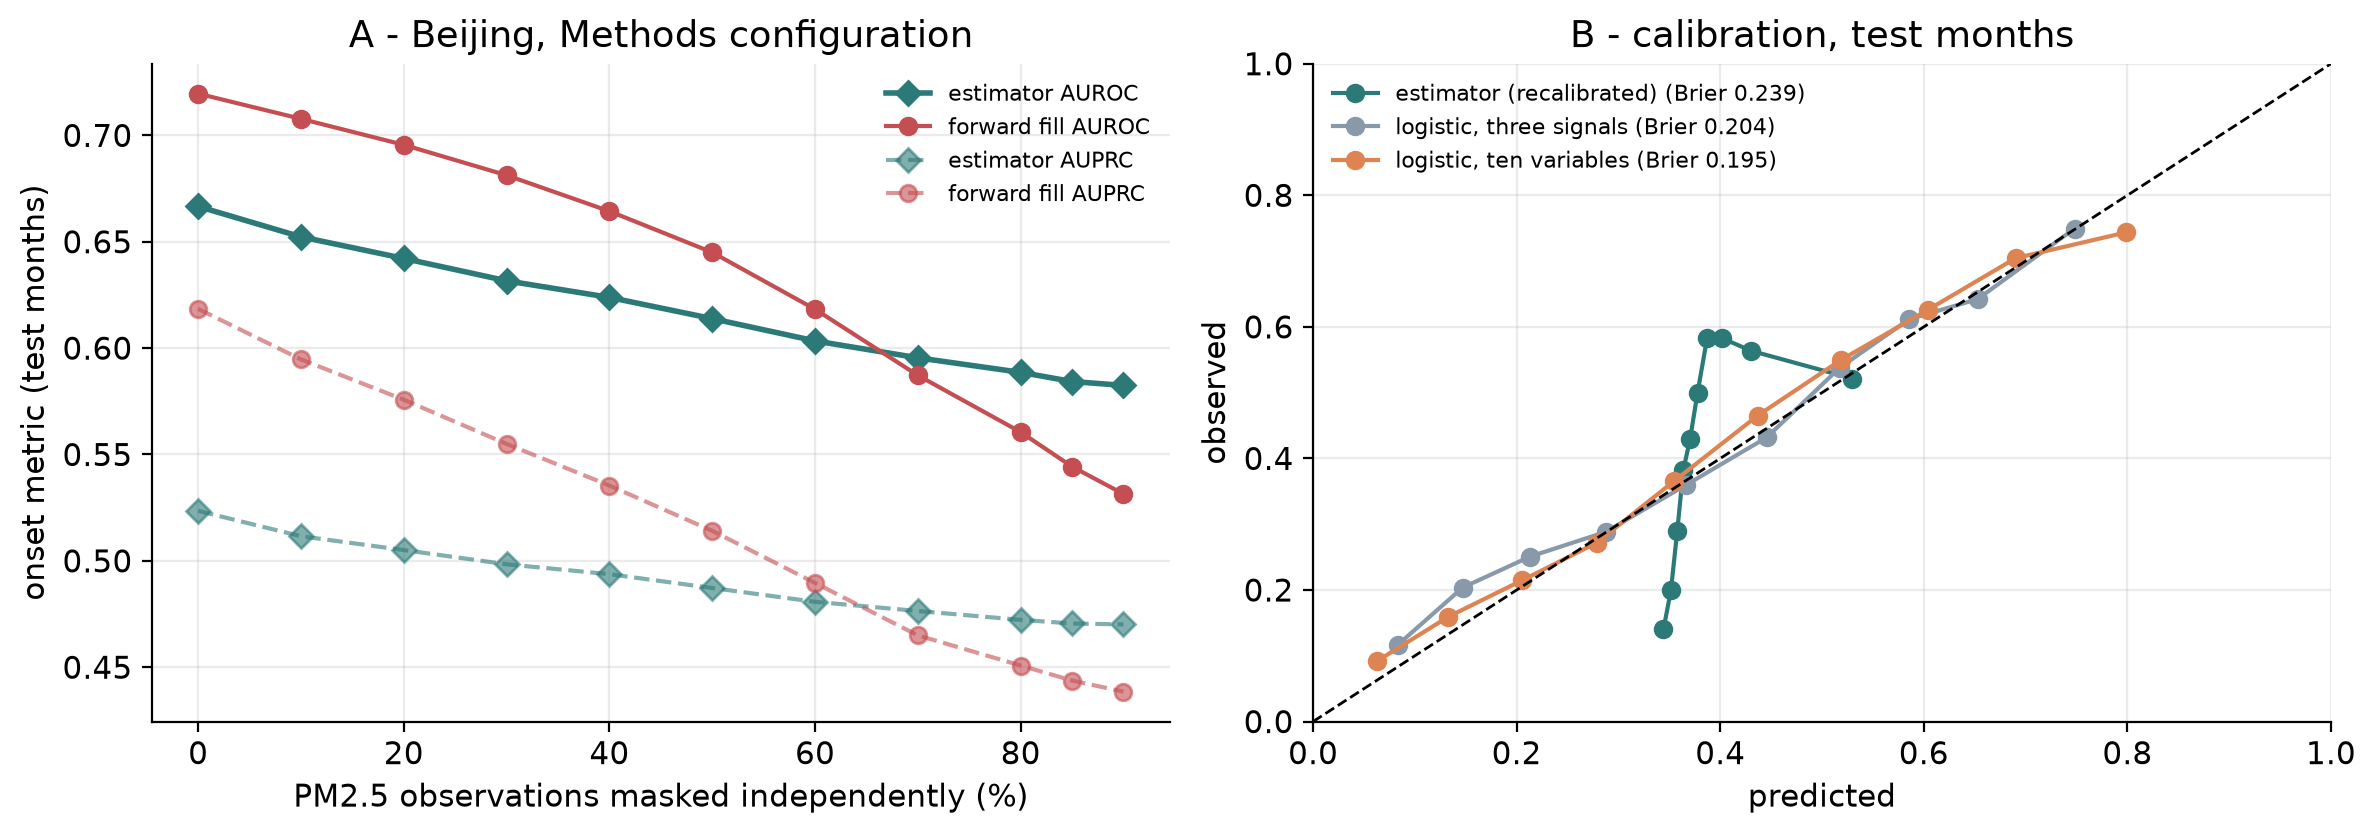 A - Beijing, Methods configuration
onset metric (test months)
0.70
0.65
0.60
0.55
0.50
0.45
estimator AUROC
forward fill AUROC
estimator AUPRC
forward fill AUPRC
0 20 40 60 80
PM2.5 observations masked independently (%)
B - calibration, test months
observed
1.0
0.8
0.6
0.4
0.2
0.0
estimator (recalibrated) (Brier 0.239)
logistic, three signals (Brier 0.204)
logistic, ten variables (Brier 0.195)
0.0 0.2 0.4 0.6 0.8 1.0
predicted